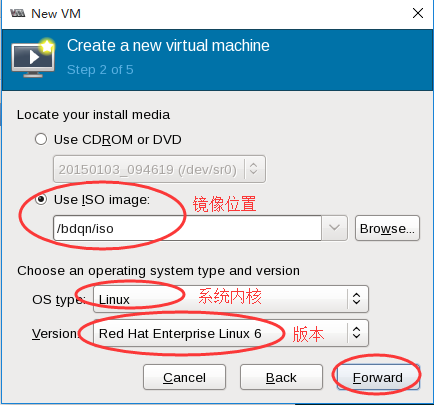 New VM
Create a new virtual machine
Step 2 of 5
Locate your install media
Use CDROM or DVD
20150103_094619 (/dev/sr0)
Use ISO image: 镜像位置
/bdqn/iso Browse...
Choose an operating system type and version
OS type: Linux 系统内核
Version: Red Hat Enterprise Linux 6 版本
Cancel Back Forward